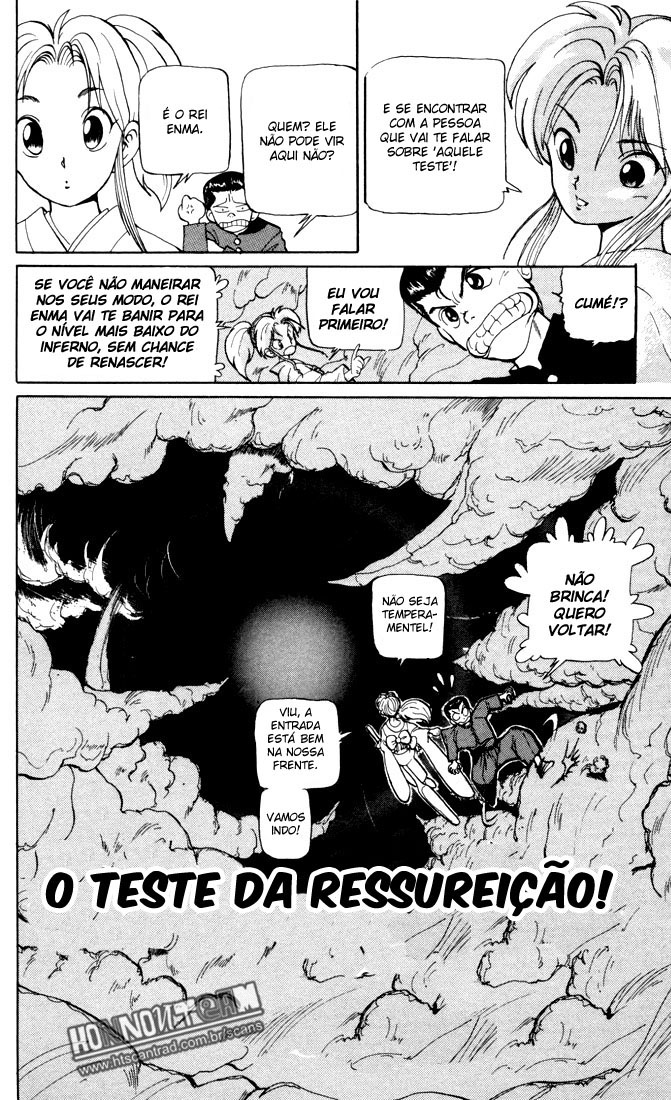 E SE ENCONTRAR
COM A PESSOA
QUE VAI TE FALAR
SOBRE 'AQUELE
TESTE'!
QUEM? ELE
NÃO PODE VIR
AQUI NÃO?
É O REI
ENMA.
CUMÉ!?
EU VOU
FALAR
PRIMEIRO!
SE VOCÊ NÃO MANEIRAR
NOS SEUS MODO, O REI
ENMA VAI TE BANIR PARA
O NÍVEL MAIS BAIXO DO
INFERNO, SEM CHANCE
DE RENASCER!
NÃO
BRINCA!
QUERO
VOLTAR!
NÃO SEJA
TEMPERA-
MENTEL!
VIU, A
ENTRADA
ESTÁ BEM
NA NOSSA
FRENTE.
VAMOS
INDO!
O TESTE DA RESSUREIÇÃO!
HONNOUTEAM
www.htscantrad.com.br/scans